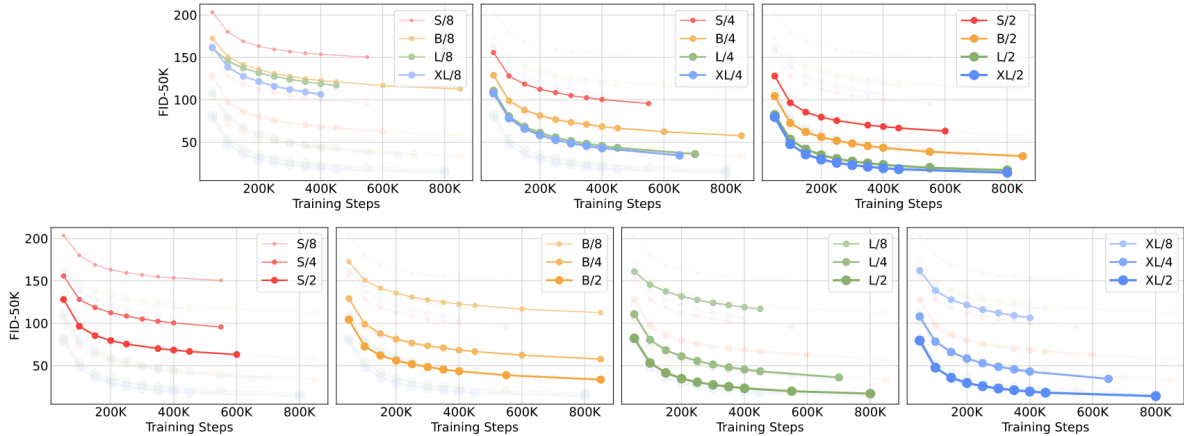 FID-50K
200
150
100
50
S/8
B/8
L/8
XL/8
200K 400K 600K 800K
Training Steps
S/4
B/4
L/4
XL/4
200K 400K 600K 800K
Training Steps
S/2
B/2
L/2
XL/2
200K 400K 600K 800K
Training Steps
FID-50K
200
150
100
50
S/8
S/4
S/2
200K 400K 600K 800K
Training Steps
B/8
B/4
B/2
200K 400K 600K 800K
Training Steps
L/8
L/4
L/2
200K 400K 600K 800K
Training Steps
XL/8
XL/4
XL/2
200K 400K 600K 800K
Training Steps